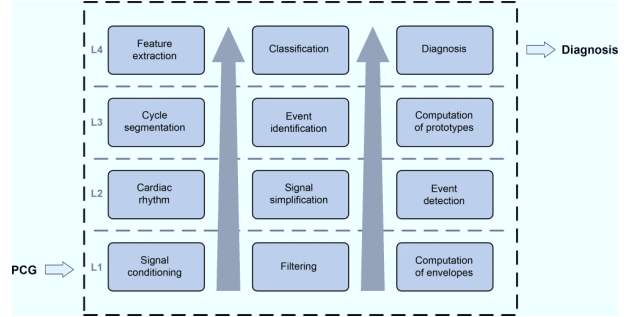 L4
Feature
extraction
Classification
Diagnosis
Diagnosis
L3
Cycle
segmentation
Event
identification
Computation
of prototypes
L2
Cardiac
rhythm
Signal
simplification
Event
detection
PCG
L1
Signal
conditioning
Filtering
Computation
of envelopes